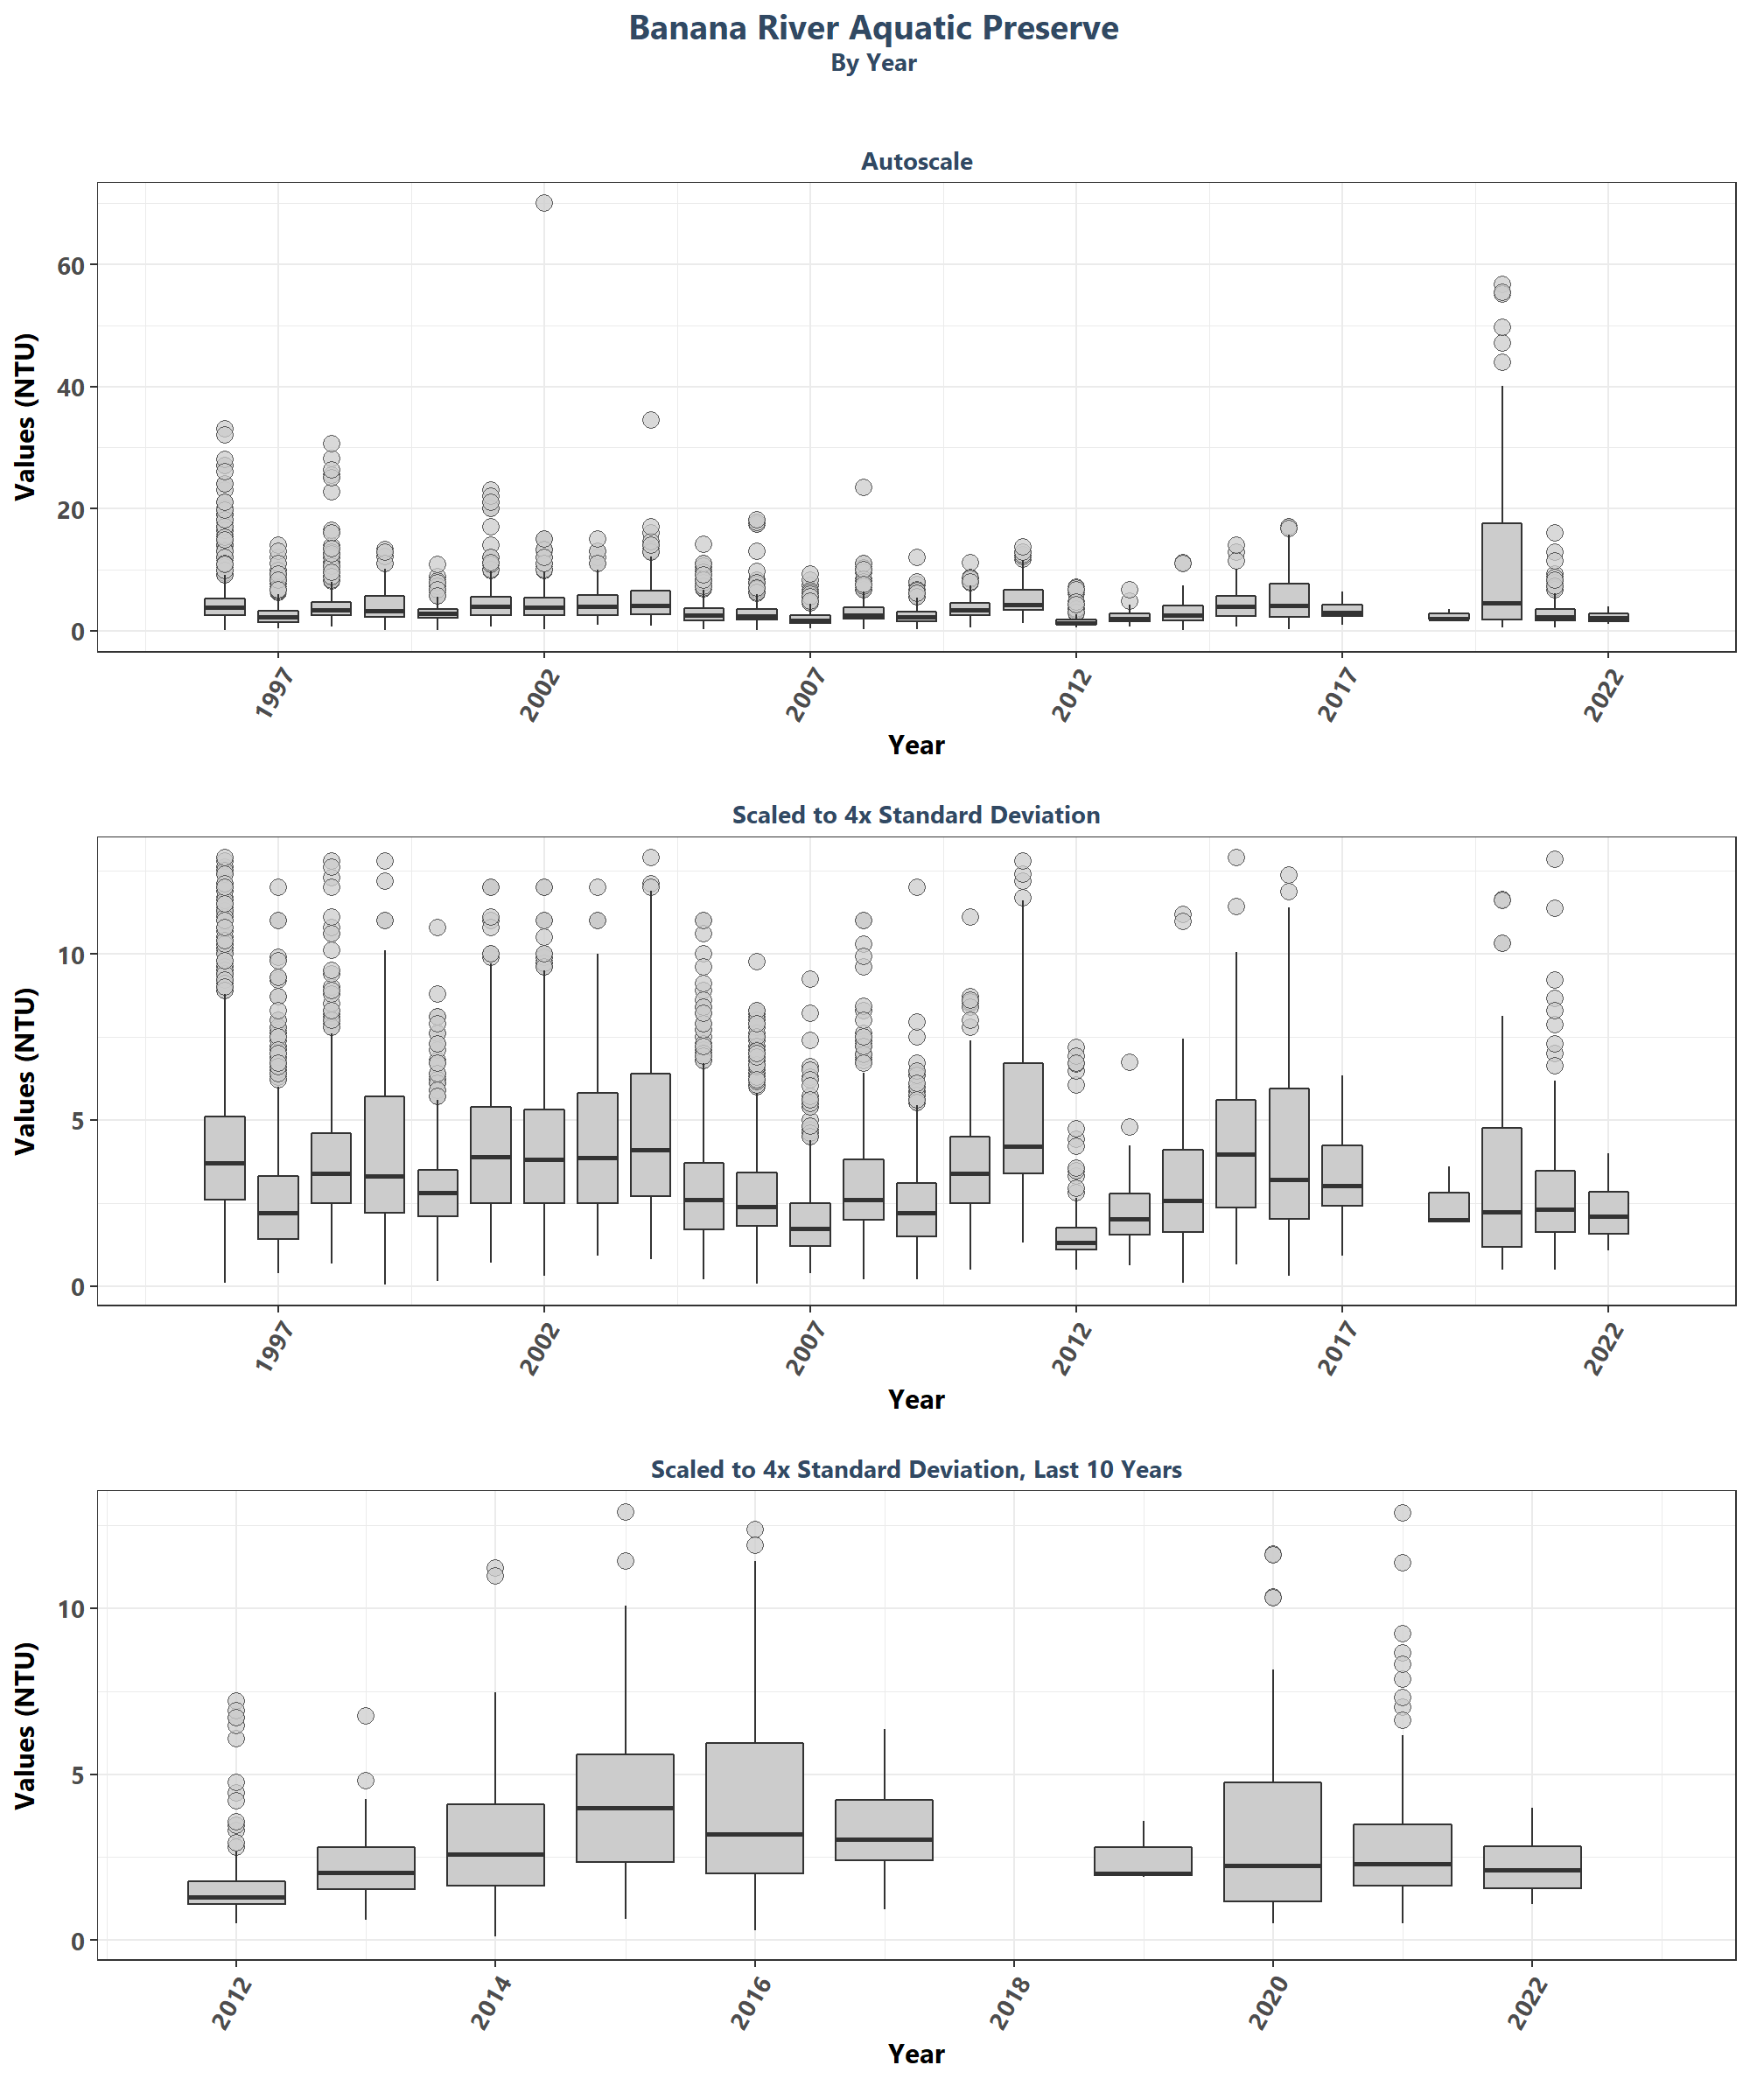 Banana River Aquatic Preserve
By Year
Autoscale
Values (NTU)
60
40
20
0
1997
2002
2007
2012
2017
2022
Year
Scaled to 4x Standard Deviation
Values (NTU)
10
5
0
1997
2002
2007
2012
2017
2022
Year
Scaled to 4x Standard Deviation, Last 10 Years
Values (NTU)
10
5
0
2012
2014
2016
2018
2020
2022
Year